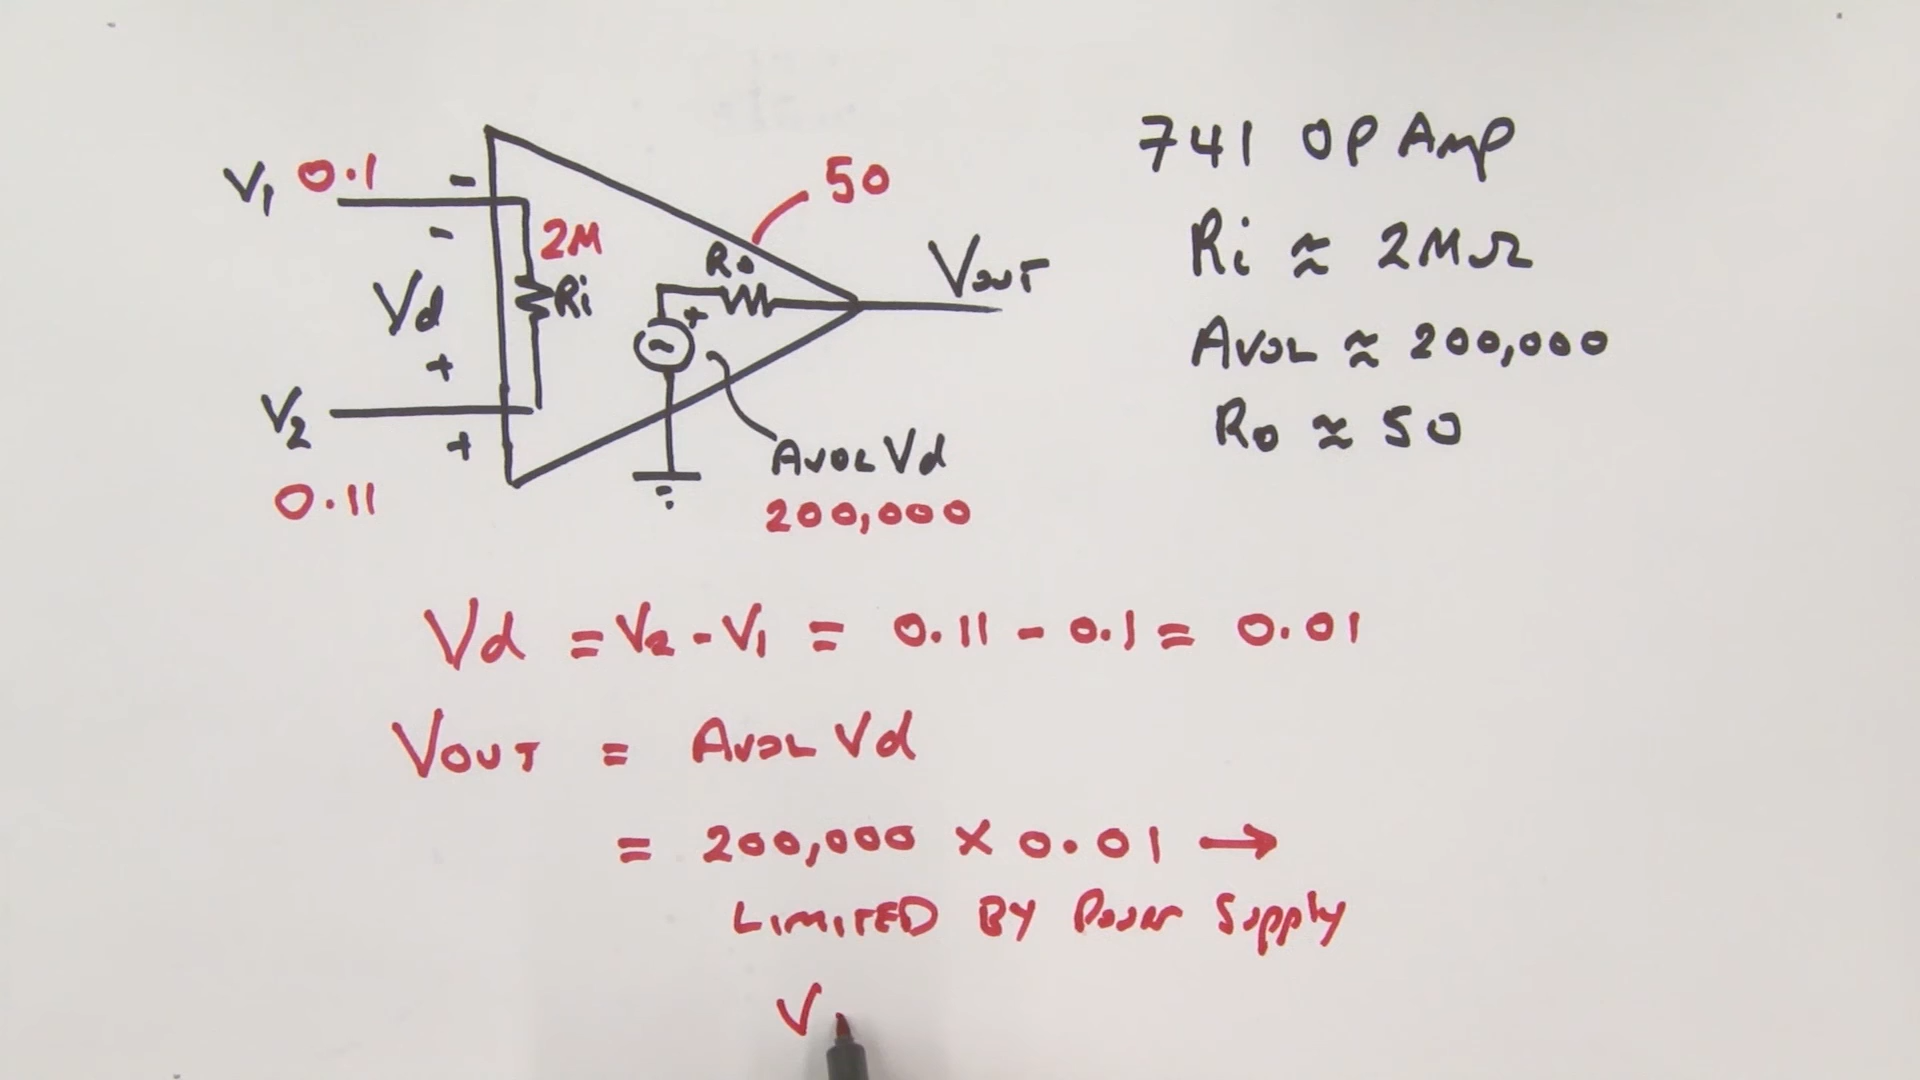 741 OP AMP
Ri ≈ 2MΩ
AVOL ≈ 200,000
Ro ≈ 50
V1 0.1
-
-
2M
Ri
50
Ro
+
~
VOUT
Vd
+
V2
+
0.11
AVOL Vd
200,000
Vd = V2 - V1 = 0.11 - 0.1 = 0.01
VOUT = AVOL Vd
= 200,000 × 0.01 →
LIMITED BY Power Supply
V